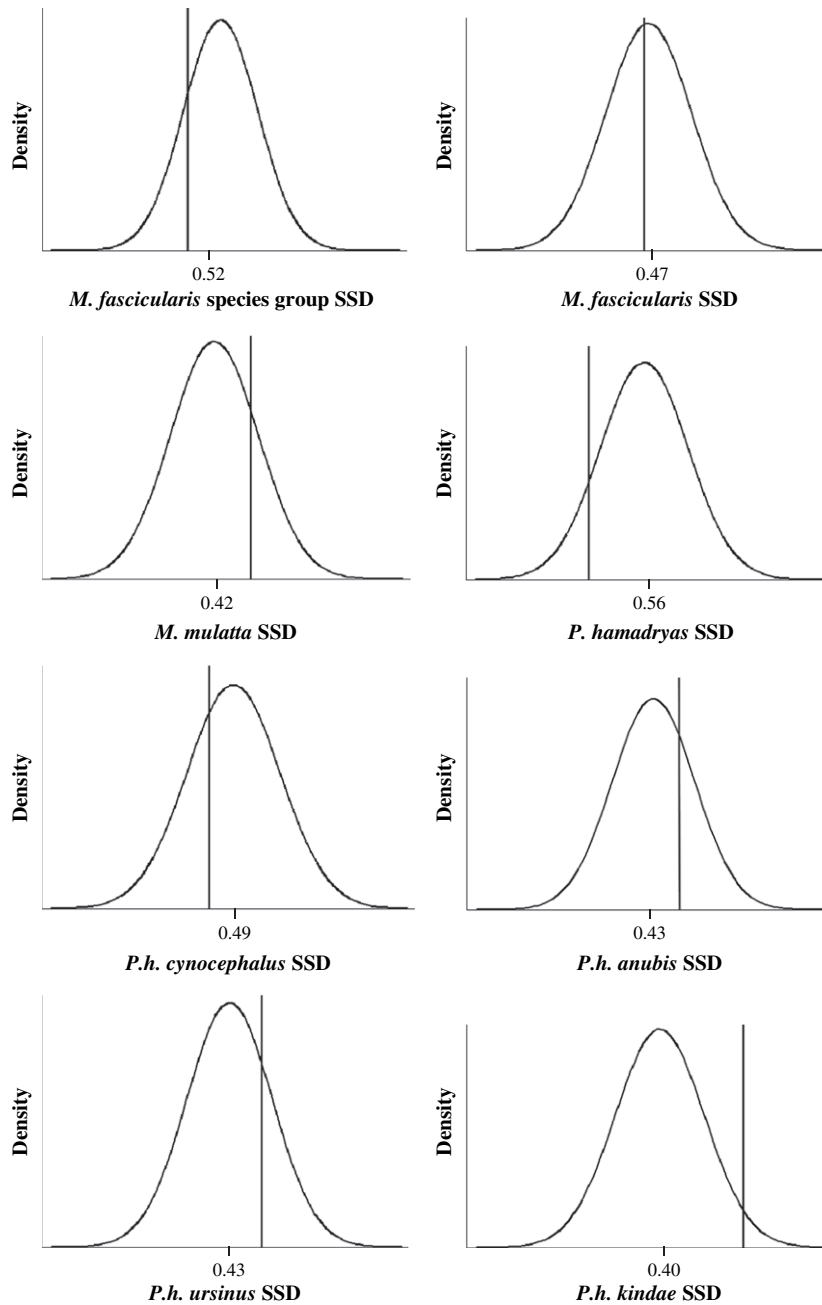 Density
0.52
M. fascicularis species group SSD
Density
0.47
M. fascicularis SSD
Density
0.42
M. mulatta SSD
Density
0.56
P. hamadryas SSD
Density
0.49
P.h. cynocephalus SSD
Density
0.43
P.h. anubis SSD
Density
0.43
P.h. ursinus SSD
Density
0.40
P.h. kindae SSD